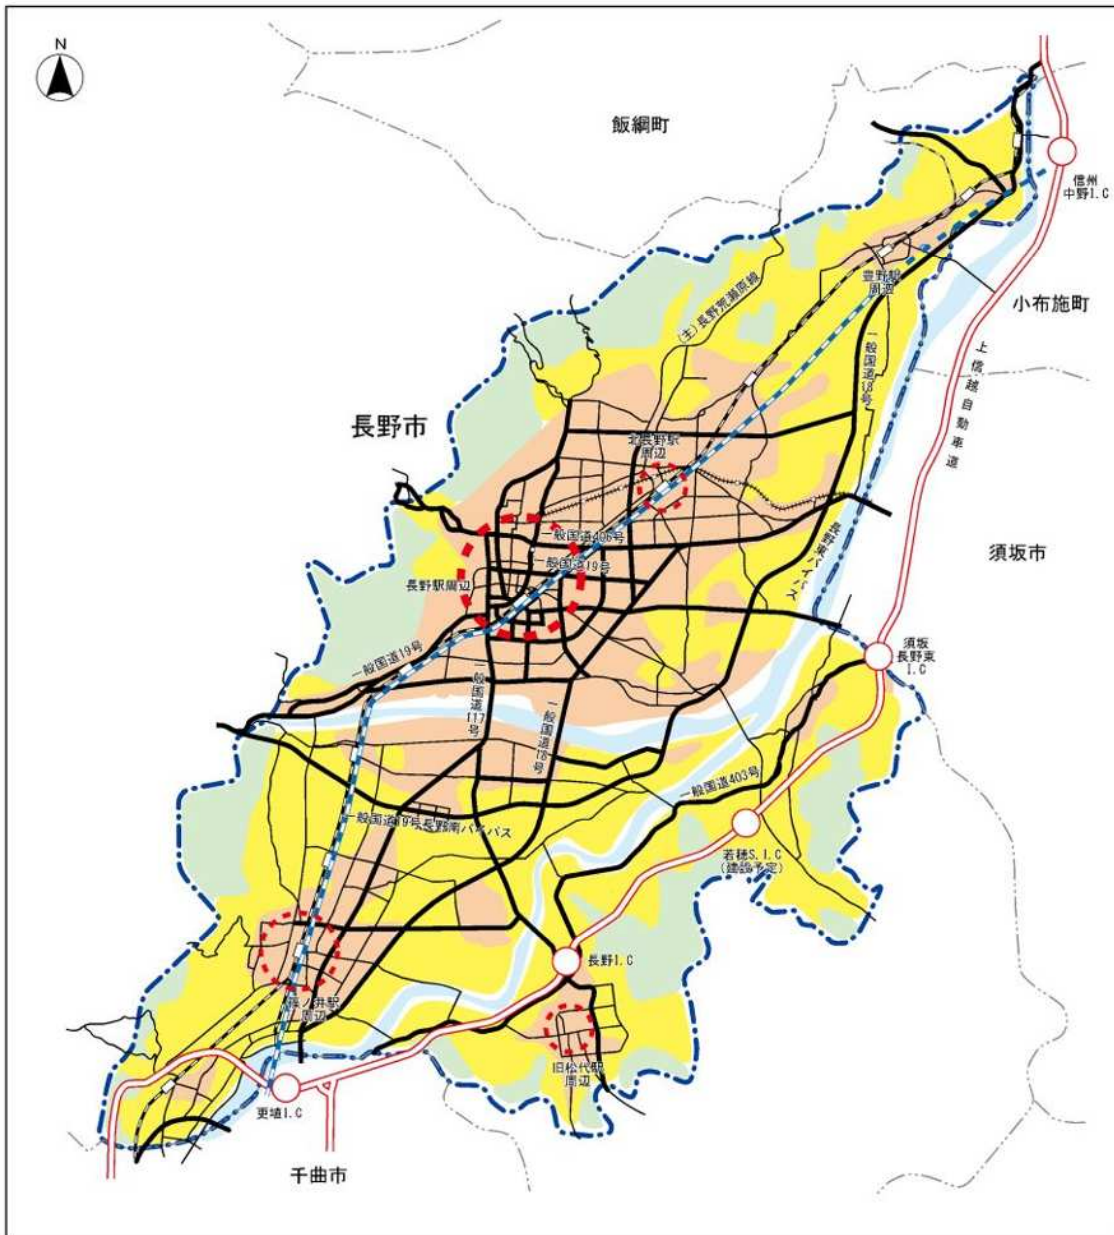 N
飯綱町
信州
中野I.C
豊野駅
周辺
小布施町
(主)長野荒瀬原線
一般国道18号
上信越自動車道
長野市
北長野駅
周辺
一般国道406号
一般国道19号
長野東バイパス
須坂市
長野駅周辺
須坂
長野東
I.C
一般国道19号
一般国道117号
一般国道18号
一般国道403号
一般国道19号長野南バイパス
若穂S.I.C
(建設予定)
長野I.C
篠ノ井駅
周辺
旧松代駅
周辺
更埴I.C
千曲市